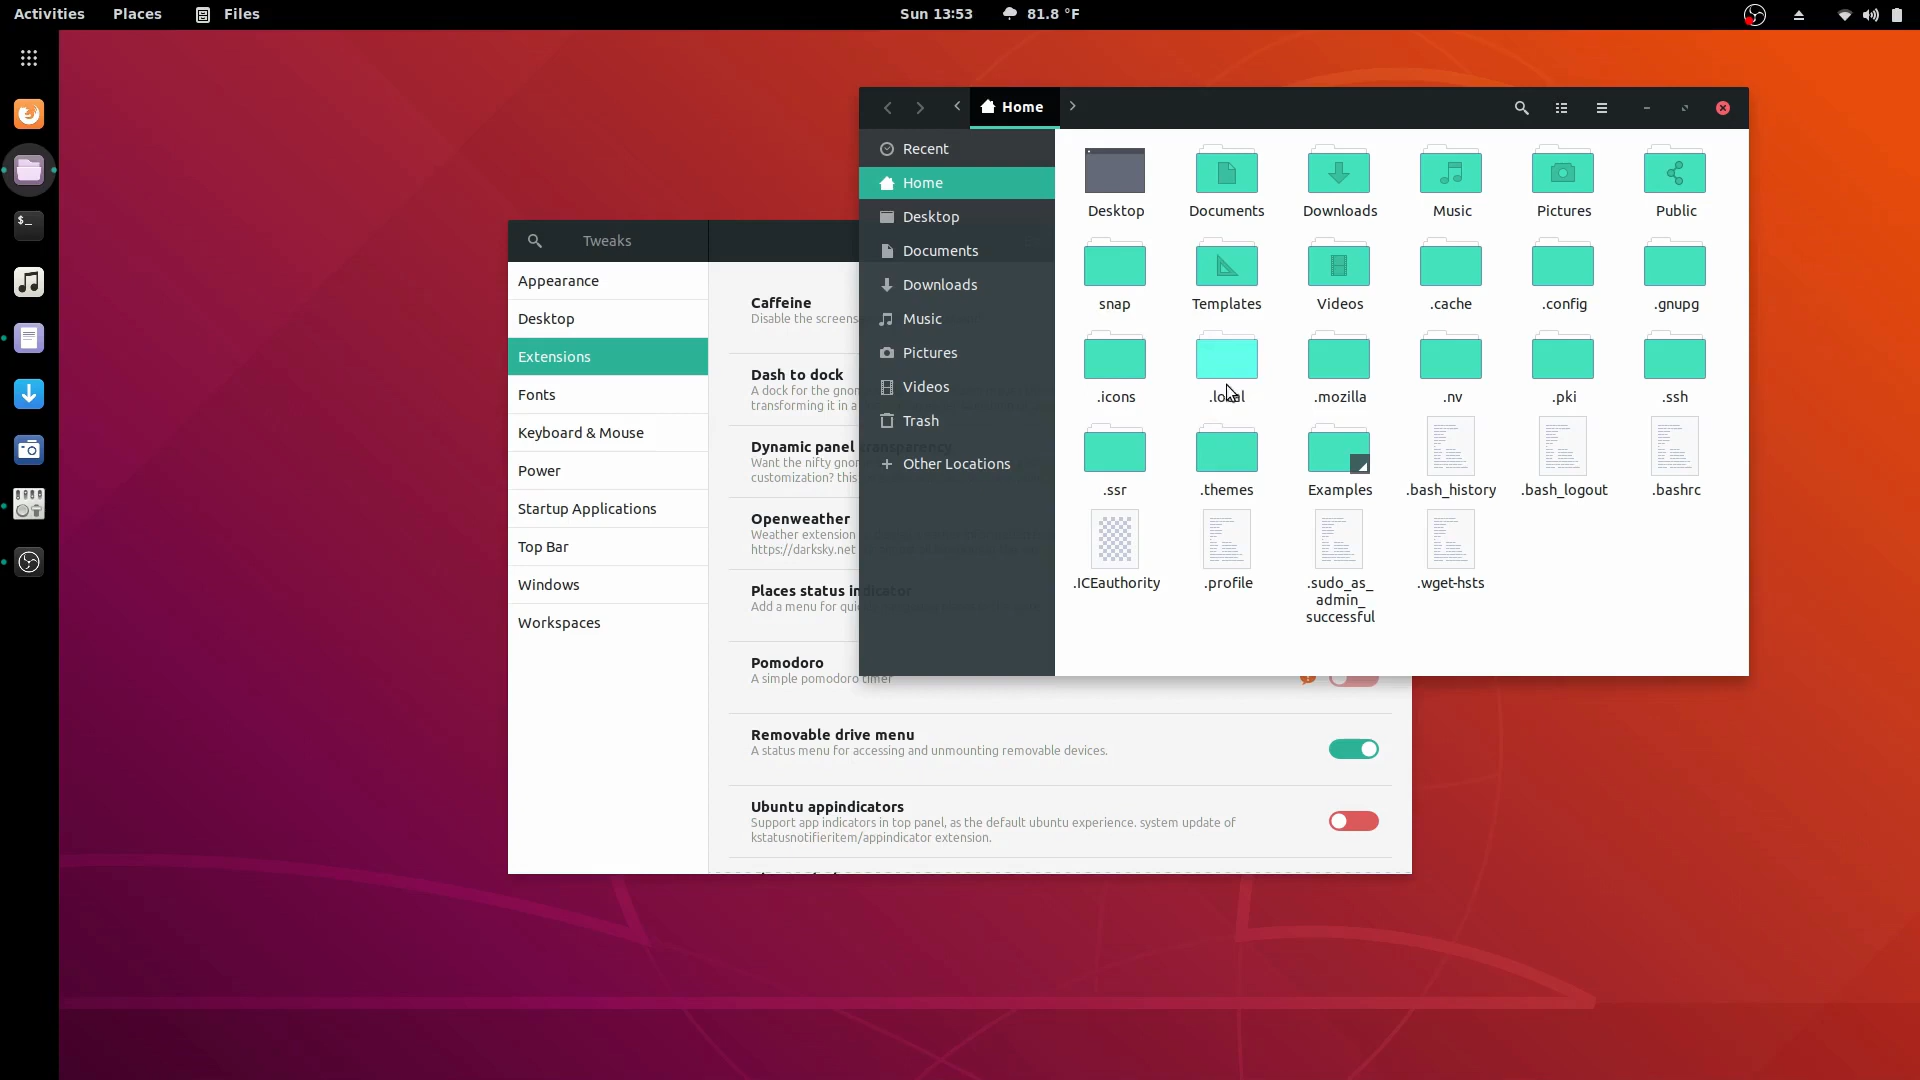 Activities Places Files Sun 13:53 81.8 °F
Home
Recent
Home
Desktop
Documents
Downloads
Music
Pictures
Videos
Trash
Other Locations
Desktop Documents Downloads Music Pictures Public
snap Templates Videos .cache .config .gnupg
.icons .local .mozilla .nv .pki .ssh
.ssr .themes Examples .bash_history .bash_logout .bashrc
.ICEauthority .profile .sudo_as_ .wget-hsts
admin_
successful
Tweaks
Appearance
Desktop
Extensions
Fonts
Keyboard & Mouse
Power
Startup Applications
Top Bar
Windows
Workspaces
Caffeine
Disable the screens
Dash to dock
A dock for the gno
transforming it in a
Dynamic panel transparency
Want the nifty gno
customization? this
Openweather
Weather extension
https://darksky.net
Places status indicator
Add a menu for qui
Pomodoro
A simple pomodoro timer
Removable drive menu
A status menu for accessing and unmounting removable devices.
Ubuntu appindicators
Support app indicators in top panel, as the default ubuntu experience. system update of
kstatusnotifieritem/appindicator extension.